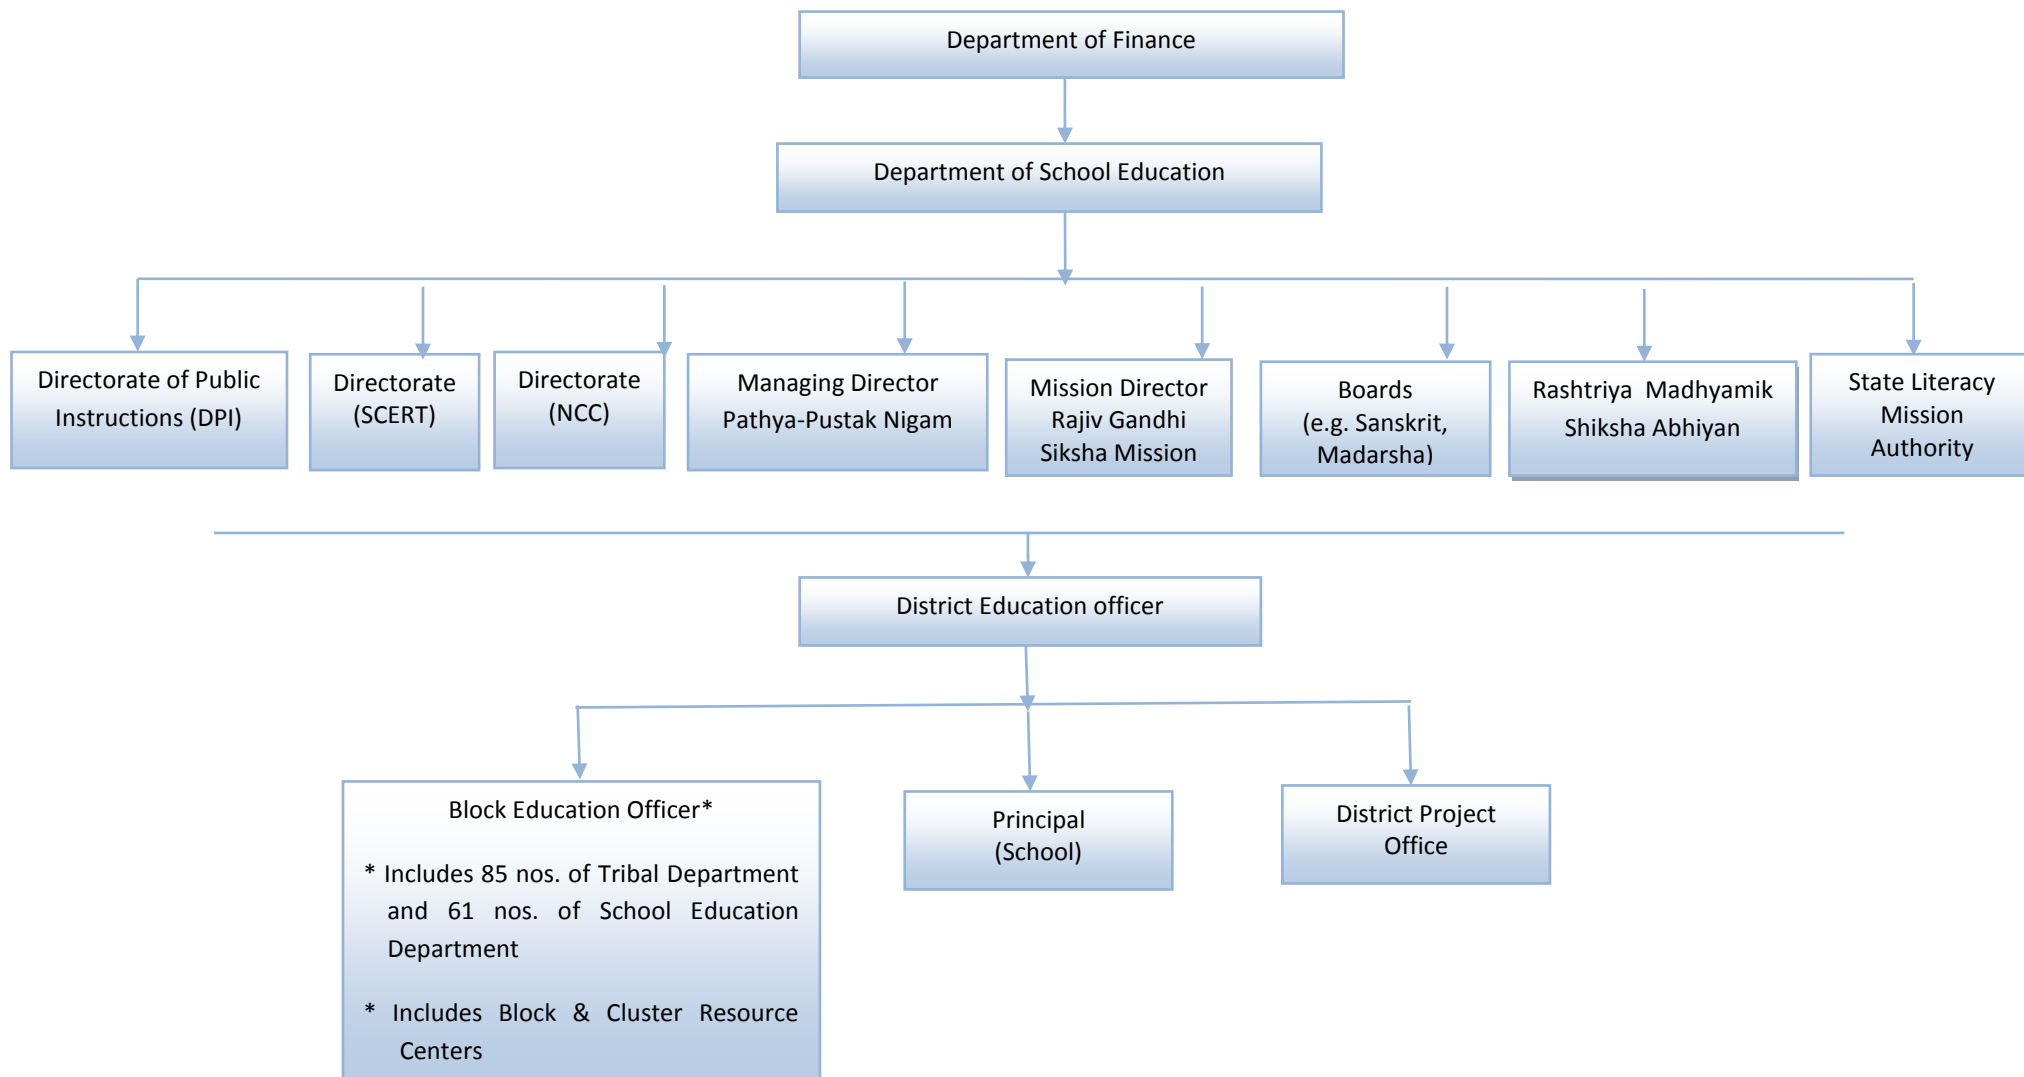 Department of Finance
Department of School Education
Directorate of Public
Instructions (DPI)
Directorate
(SCERT)
Directorate
(NCC)
Managing Director
Pathya-Pustak Nigam
Mission Director
Rajiv Gandhi
Siksha Mission
Boards
(e.g. Sanskrit,
Madarsha)
Rashtriya Madhyamik
Shiksha Abhiyan
State Literacy
Mission
Authority
District Education officer
Block Education Officer*
* Includes 85 nos. of Tribal Department
and 61 nos. of School Education
Department
* Includes Block & Cluster Resource
Centers
Principal
(School)
District Project
Office